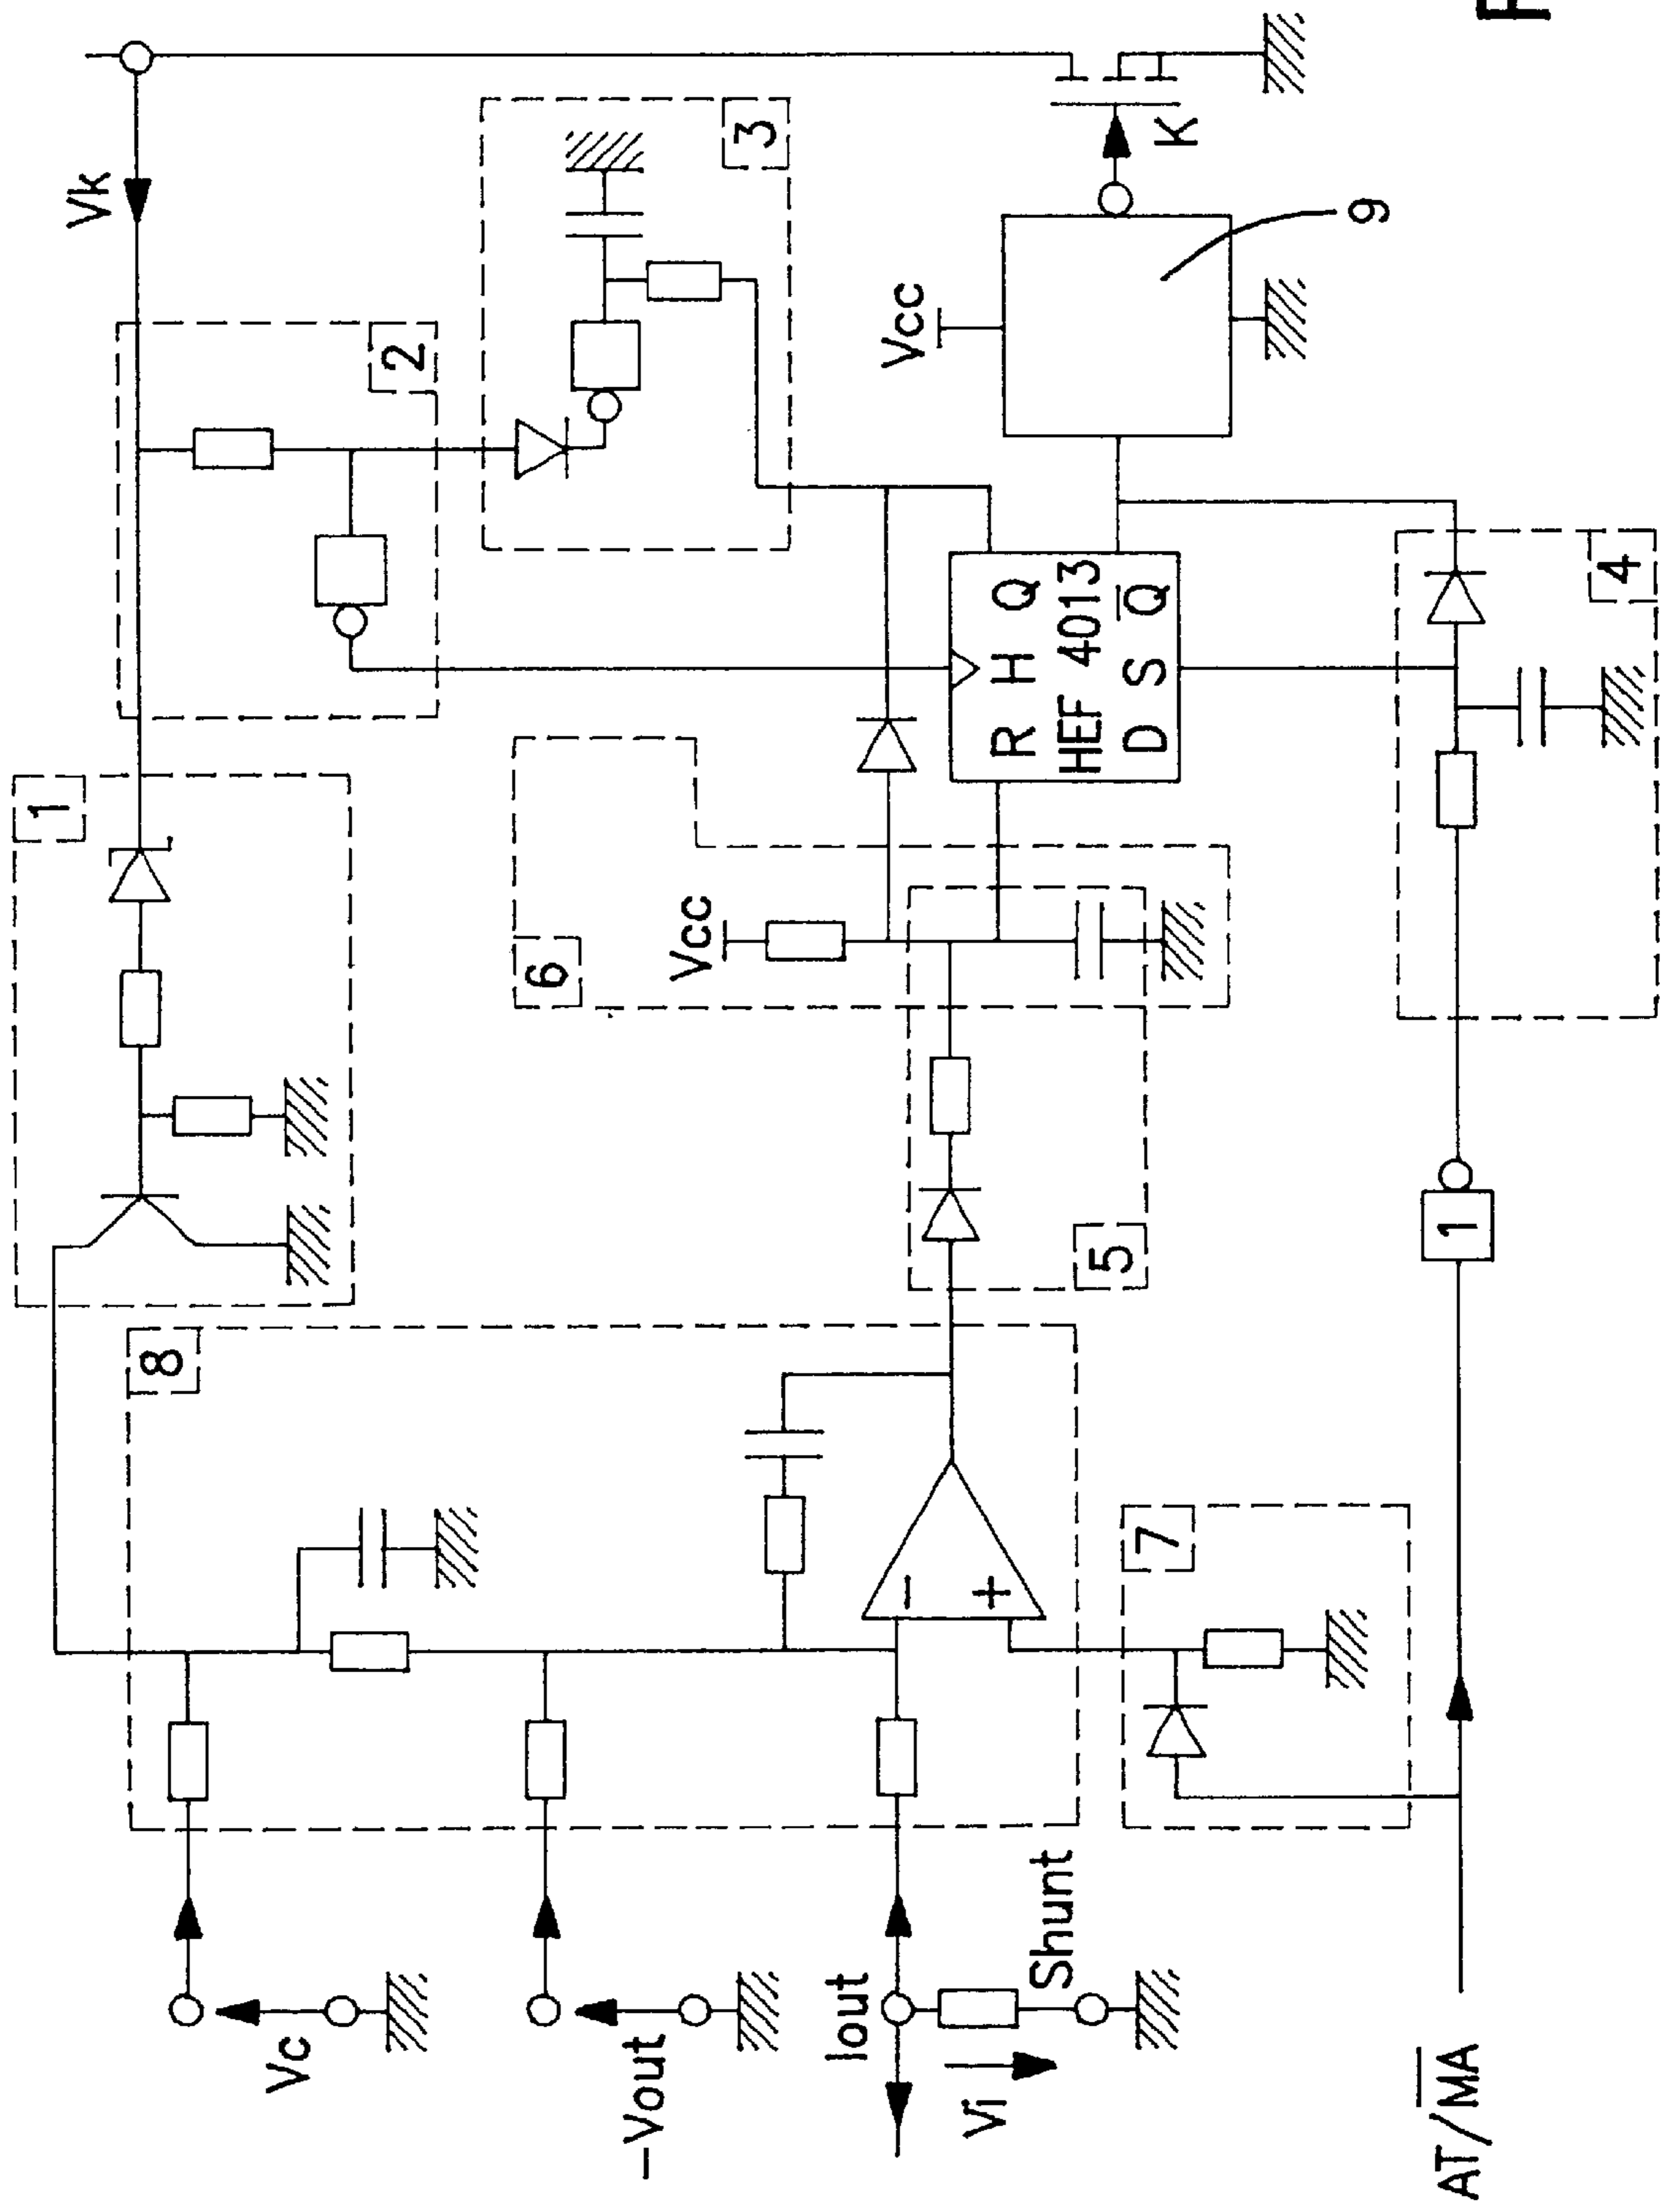 Vk
1
2
3
Vcc
K
9
R H Q
HEF 4013
D S Q̅
4
6
Vcc
5
8
−
+
7
1
Vc
−Vout
Iout
Vi
Shunt
AT/M̅A̅